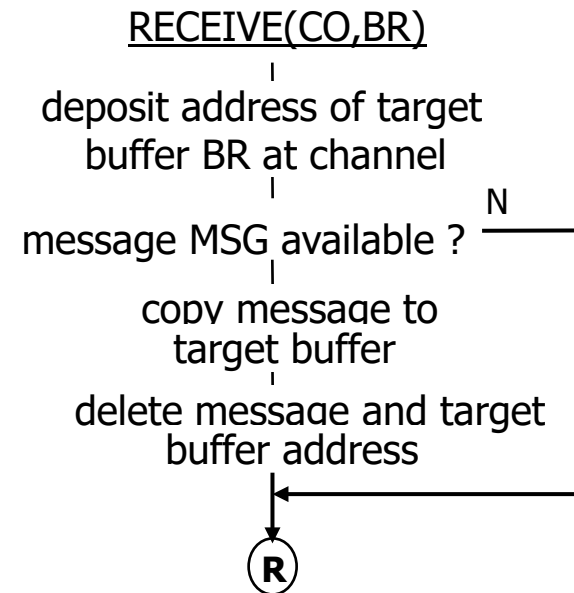 RECEIVE(CO,BR)
deposit address of target
buffer BR at channel
N
message MSG available ?
copy message to
target buffer
delete message and target
buffer address
R